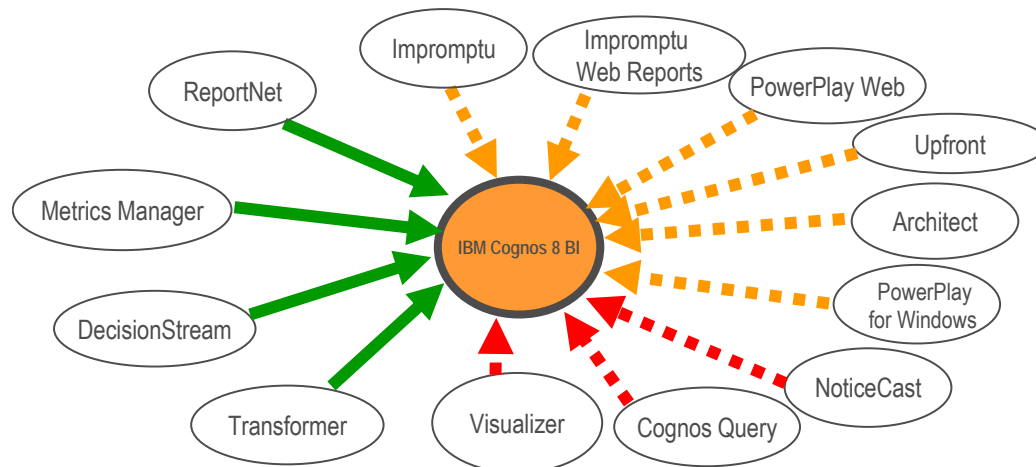 Impromptu
Impromptu
Web Reports
PowerPlay Web
ReportNet
Upfront
Metrics Manager
Architect
IBM Cognos 8 BI
PowerPlay
for Windows
DecisionStream
NoticeCast
Transformer
Visualizer
Cognos Query